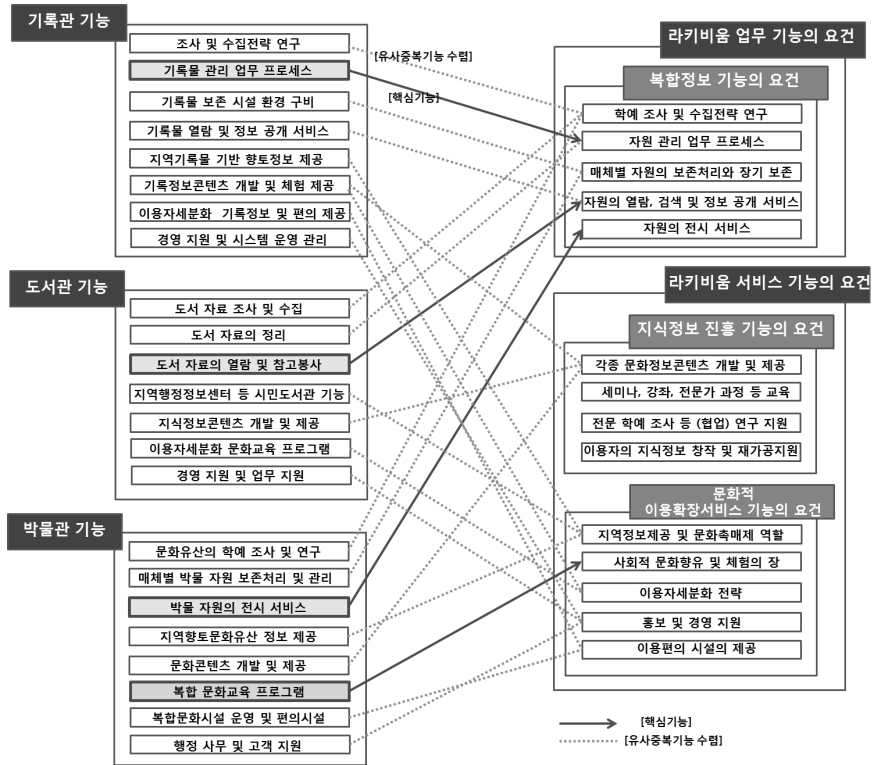 기록관 기능
조사 및 수집전략 연구
기록물 관리 업무 프로세스
기록물 보존 시설 환경 구비
기록물 열람 및 정보 공개 서비스
지역기록물 기반 향토정보 제공
기록정보콘텐츠 개발 및 체험 제공
이용자세분화 기록정보 및 편의 제공
경영 지원 및 시스템 운영 관리
도서관 기능
도서 자료 조사 및 수집
도서 자료의 정리
도서 자료의 열람 및 참고봉사
지역행정정보센터 등 시민도서관 기능
지식정보콘텐츠 개발 및 제공
이용자세분화 문화교육 프로그램
경영 지원 및 업무 지원
박물관 기능
문화유산의 학예 조사 및 연구
매체별 박물 자원 보존처리 및 관리
박물 자원의 전시 서비스
지역향토문화유산 정보 제공
문화콘텐츠 개발 및 제공
복합 문화교육 프로그램
복합문화시설 운영 및 편의시설
행정 사무 및 고객 지원
[유사중복기능 수렴]
[핵심기능]
라키비움 업무 기능의 요건
복합정보 기능의 요건
학예 조사 및 수집전략 연구
자원 관리 업무 프로세스
매체별 자원의 보존처리와 장기 보존
자원의 열람, 검색 및 정보 공개 서비스
자원의 전시 서비스
라키비움 서비스 기능의 요건
지식정보 진흥 기능의 요건
각종 문화정보콘텐츠 개발 및 제공
세미나, 강좌, 전문가 과정 등 교육
전문 학예 조사 등 (협업) 연구 지원
이용자의 지식정보 창작 및 재가공지원
문화적
이용확장서비스 기능의 요건
지역정보제공 및 문화촉매제 역할
사회적 문화향유 및 체험의 장
이용자세분화 전략
홍보 및 경영 지원
이용편의 시설의 제공
[핵심기능]
[유사중복기능 수렴]